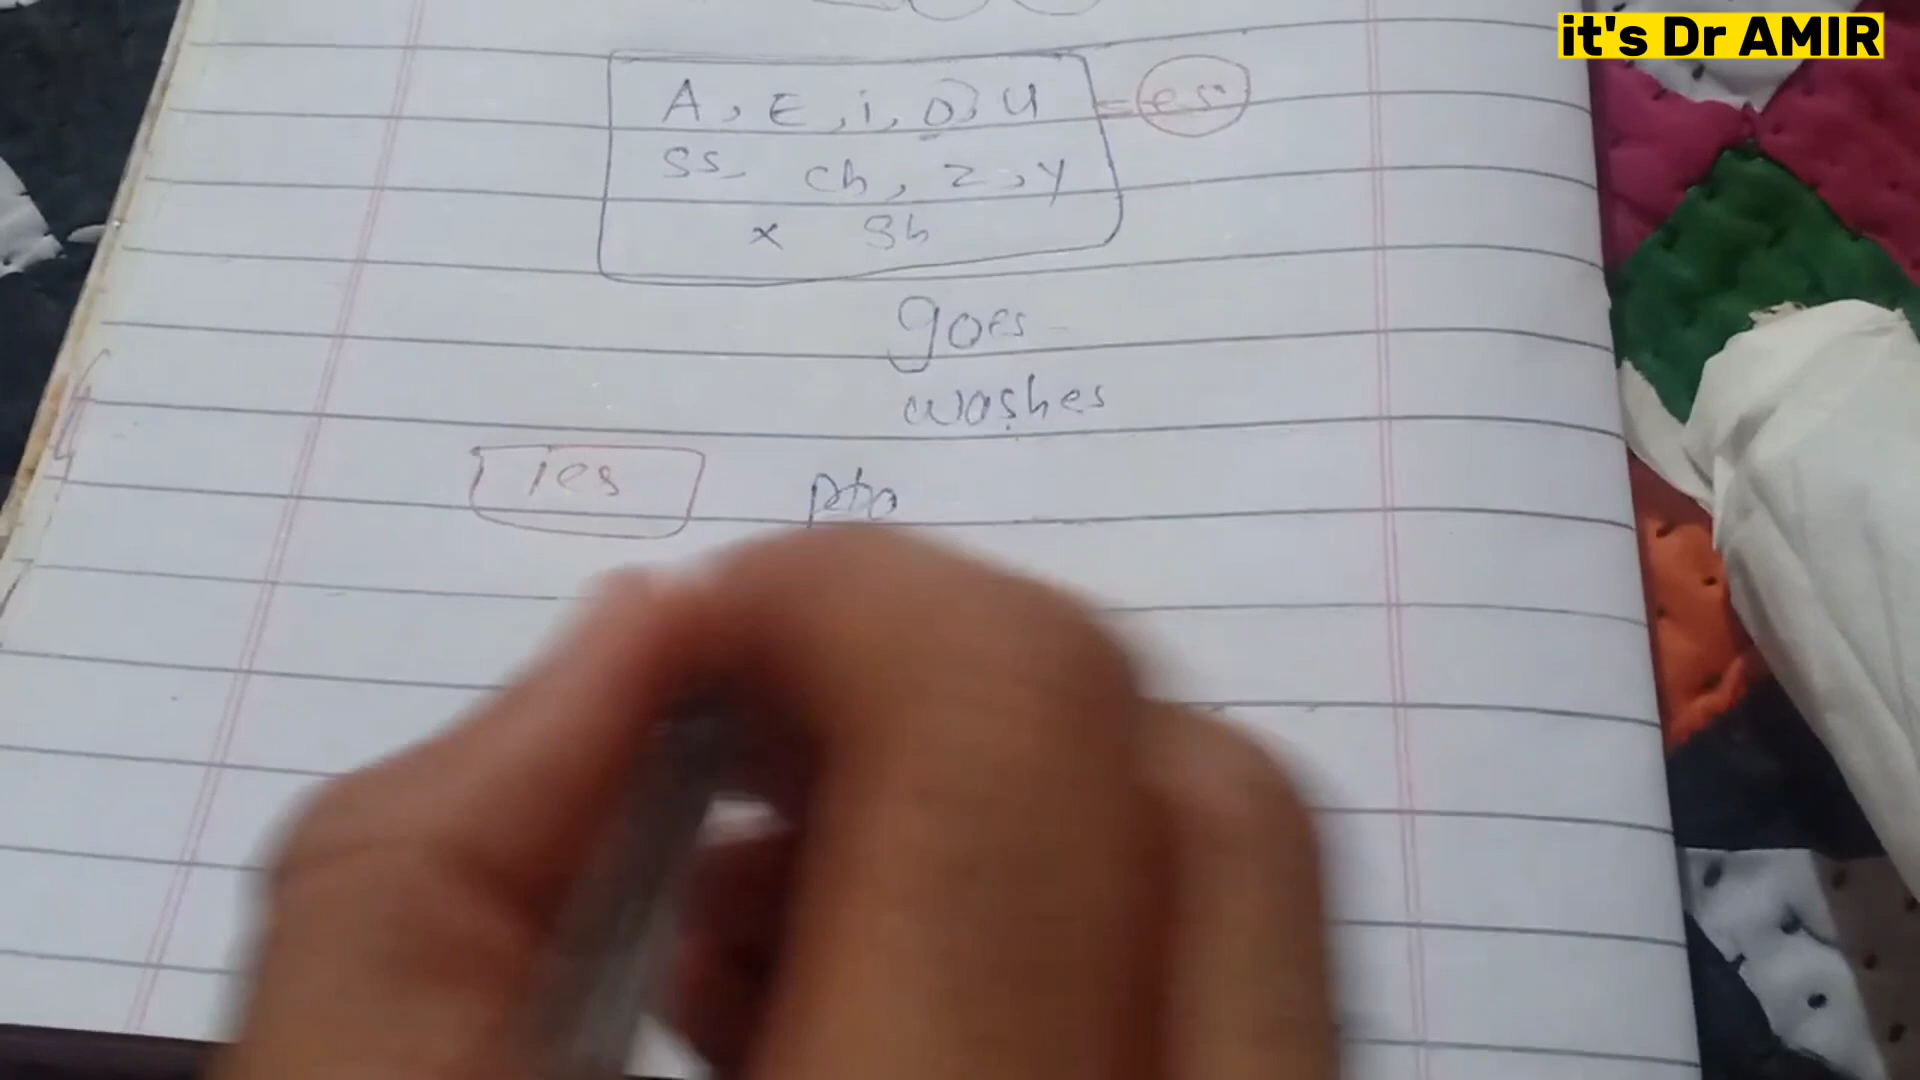 it's Dr AMIR
A, E, i, O, U = es
ss ch, z, y
x Sh
goes
washes
ies